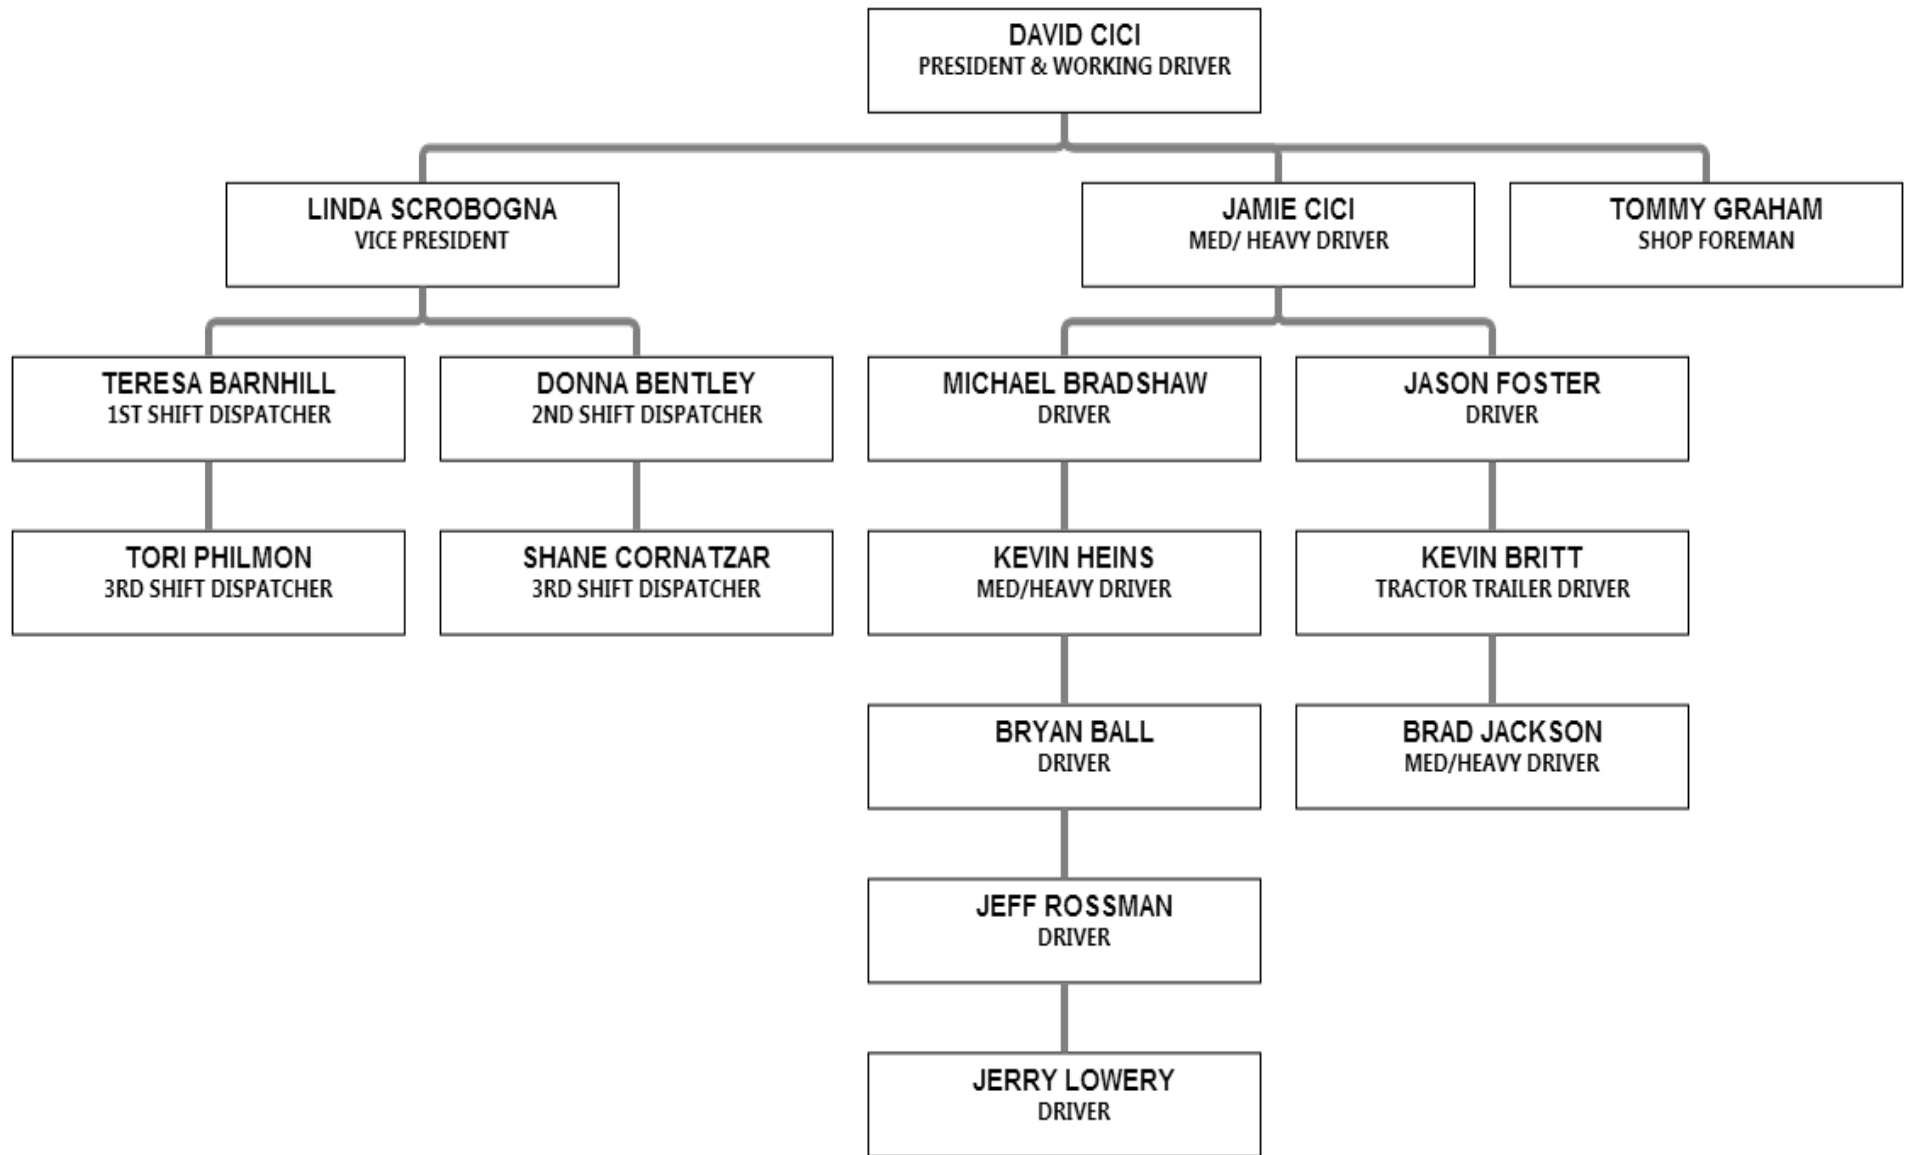 DAVID CICI
PRESIDENT & WORKING DRIVER
LINDA SCROBOGNA
VICE PRESIDENT
JAMIE CICI
MED/ HEAVY DRIVER
TOMMY GRAHAM
SHOP FOREMAN
TERESA BARNHILL
1ST SHIFT DISPATCHER
DONNA BENTLEY
2ND SHIFT DISPATCHER
MICHAEL BRADSHAW
DRIVER
JASON FOSTER
DRIVER
TORI PHILMON
3RD SHIFT DISPATCHER
SHANE CORNATZAR
3RD SHIFT DISPATCHER
KEVIN HEINS
MED/HEAVY DRIVER
KEVIN BRITT
TRACTOR TRAILER DRIVER
BRYAN BALL
DRIVER
BRAD JACKSON
MED/HEAVY DRIVER
JEFF ROSSMAN
DRIVER
JERRY LOWERY
DRIVER